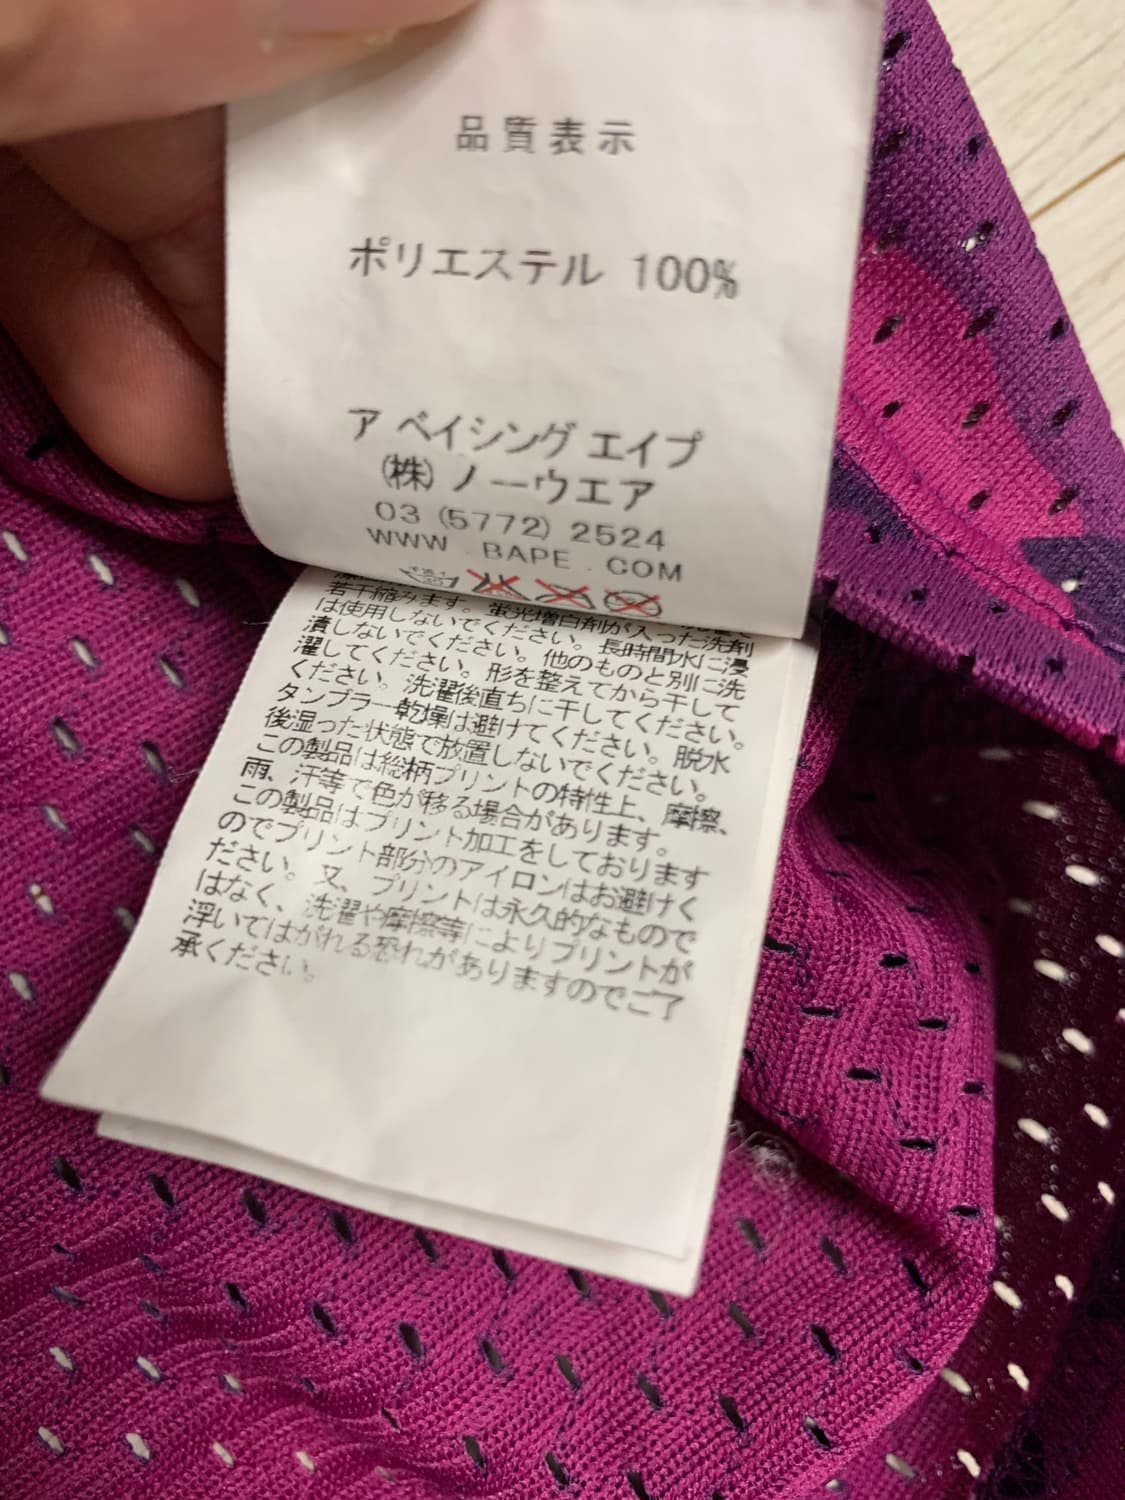 品質表示
ポリエステル 100%
ア ベイシング エイプ
(株) ノーウエア
03 (5772) 2524
WWW . BAPE . COM
若干縮みます。蛍光増白剤が入った洗剤
は使用しないでください。長時間水に浸
漬しないでください。他のものと別に洗
濯してください。形を整えてから干して
ください。洗濯後直ちに干してください。
タンブラー乾燥は避けてください。脱水
後湿った状態で放置しないでください。
この製品は総柄プリントの特性上、摩擦、
雨、汗等で色が移る場合があります。
この製品はプリント加工をしております
のでプリント部分のアイロンはお避けく
ださい。又、プリントは永久的なもので
はなく、洗濯や摩擦等によりプリントが
浮いてはがれる恐れがありますのでご了
承ください。